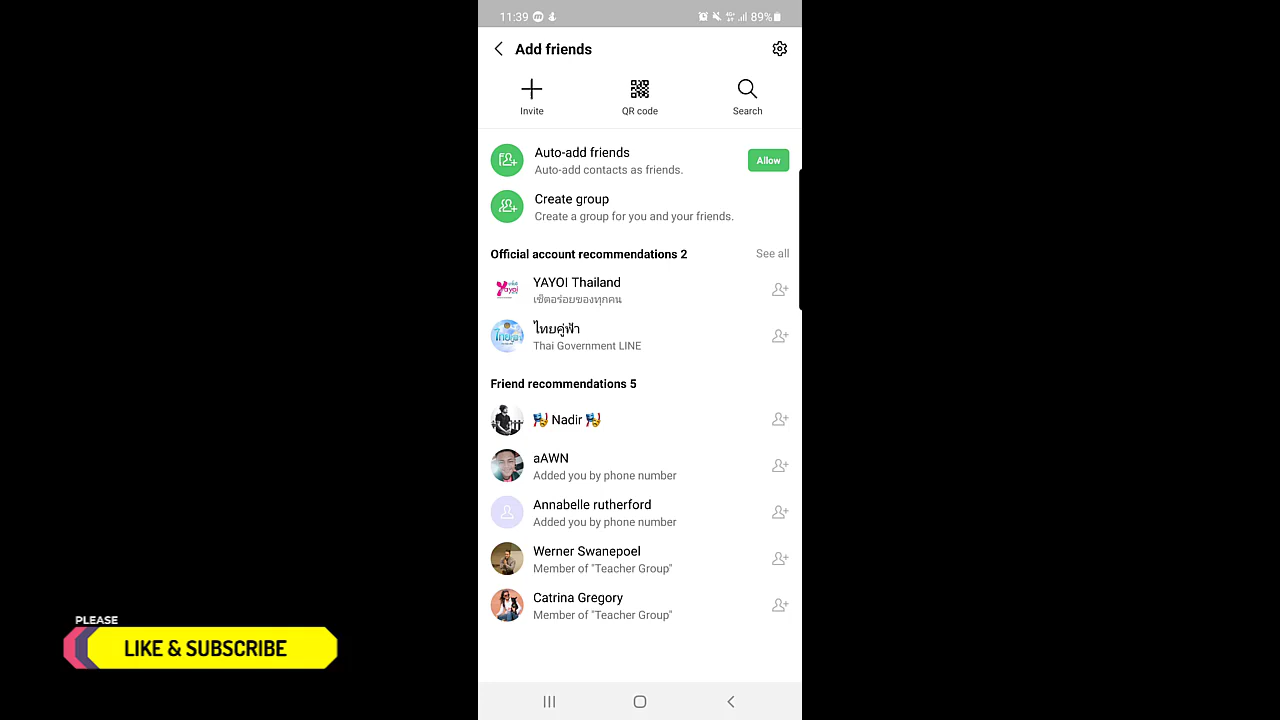 11:39
89%
Add friends
Invite
QR code
Search
Auto-add friends
Auto-add contacts as friends.
Allow
Create group
Create a group for you and your friends.
Official account recommendations 2
See all
YAYOI Thailand
เซ็ตอร่อยของทุกคน
ไทยคู่ฟ้า
Thai Government LINE
Friend recommendations 5
Nadir
aAWN
Added you by phone number
Annabelle rutherford
Added you by phone number
Werner Swanepoel
Member of "Teacher Group"
Catrina Gregory
Member of "Teacher Group"
PLEASE
LIKE & SUBSCRIBE